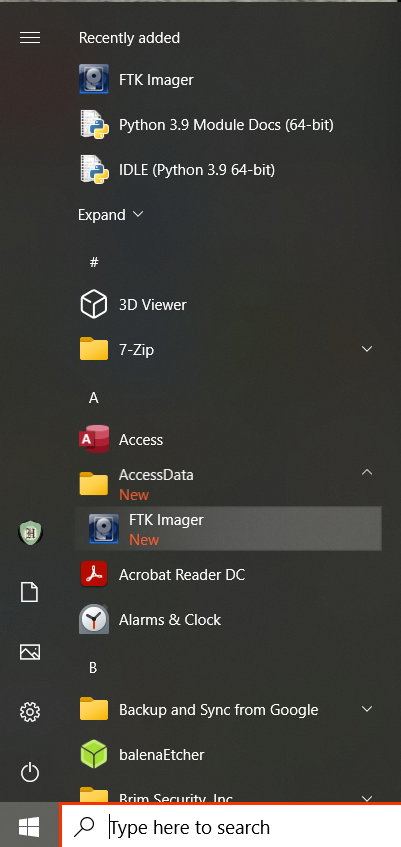 Recently added
FTK Imager
Python 3.9 Module Docs (64-bit)
IDLE (Python 3.9 64-bit)
Expand
#
3D Viewer
7-Zip
A
Access
AccessData
New
FTK Imager
New
Acrobat Reader DC
Alarms & Clock
B
Backup and Sync from Google
balenaEtcher
Brim Security, Inc
Type here to search